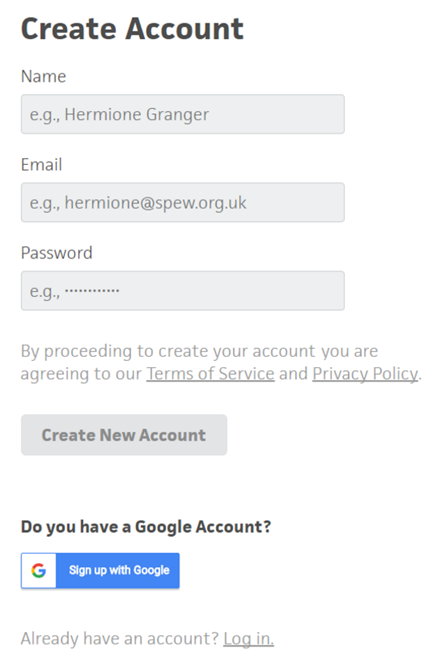 Create Account
Name
e.g., Hermione Granger
Email
e.g., hermione@spew.org.uk
Password
e.g., ••••••••••••
By proceeding to create your account you are
agreeing to our Terms of Service and Privacy Policy.
Create New Account
Do you have a Google Account?
G Sign up with Google
Already have an account? Log in.